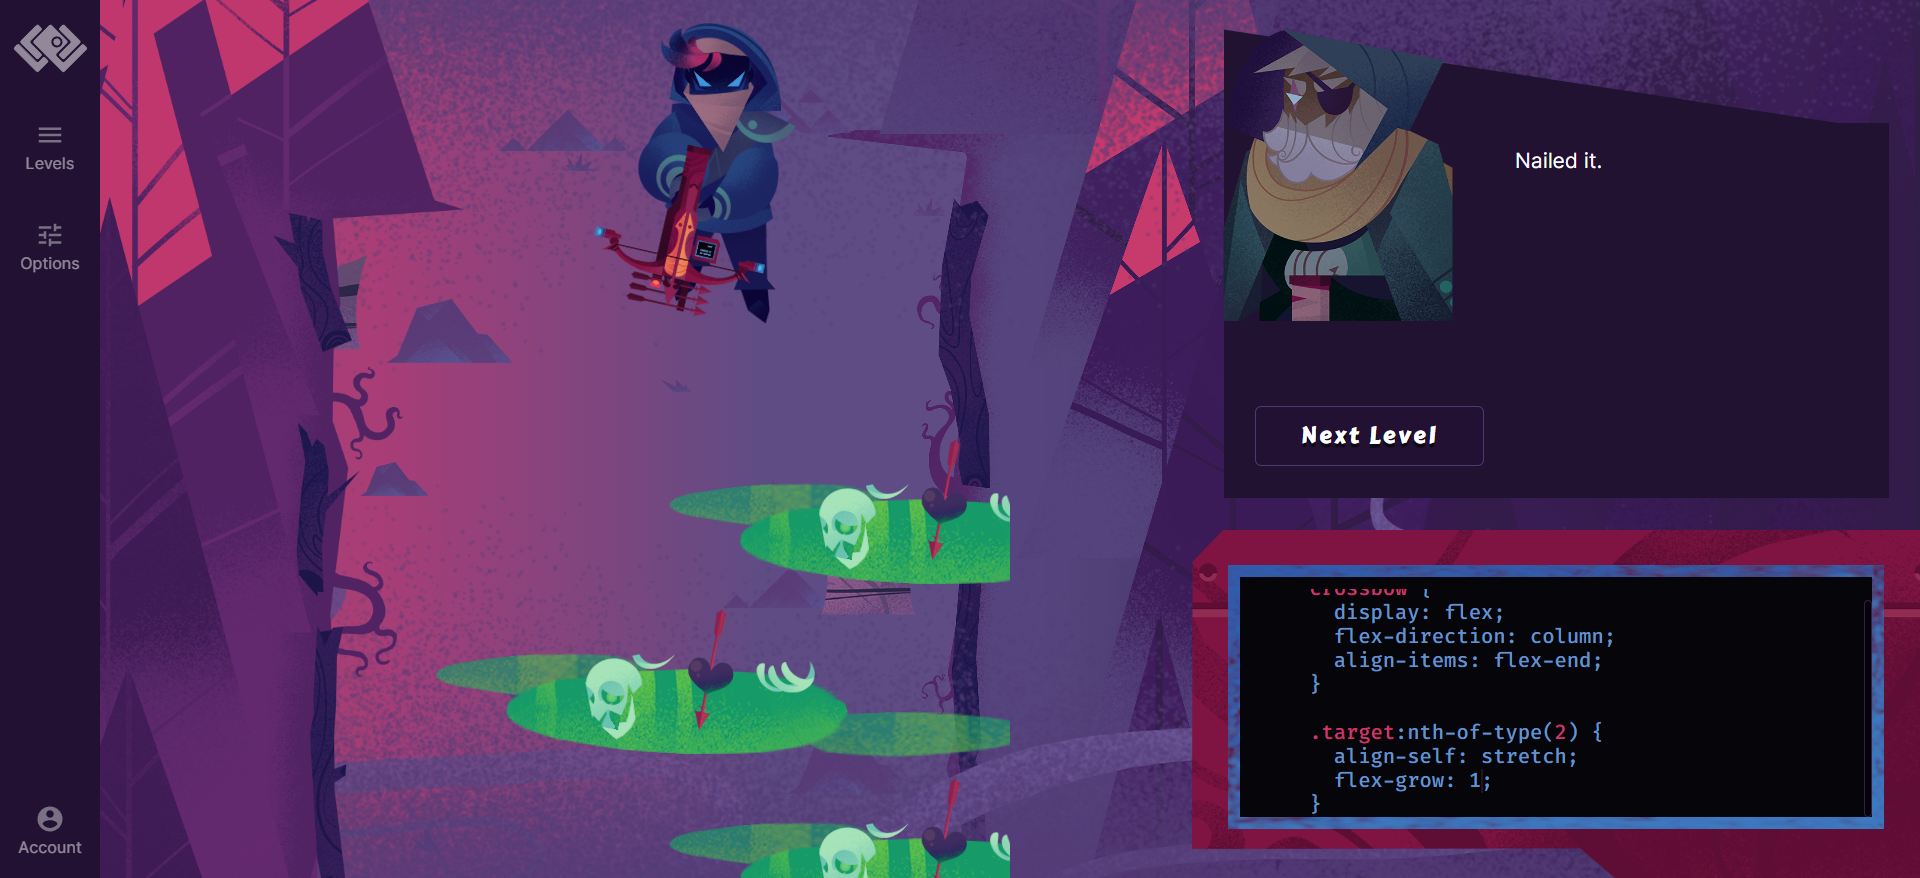 Levels
Options
Account
Nailed it.
Next Level
crossbow {
display: flex;
flex-direction: column;
align-items: flex-end;
}
.target:nth-of-type(2) {
align-self: stretch;
flex-grow: 1;
}